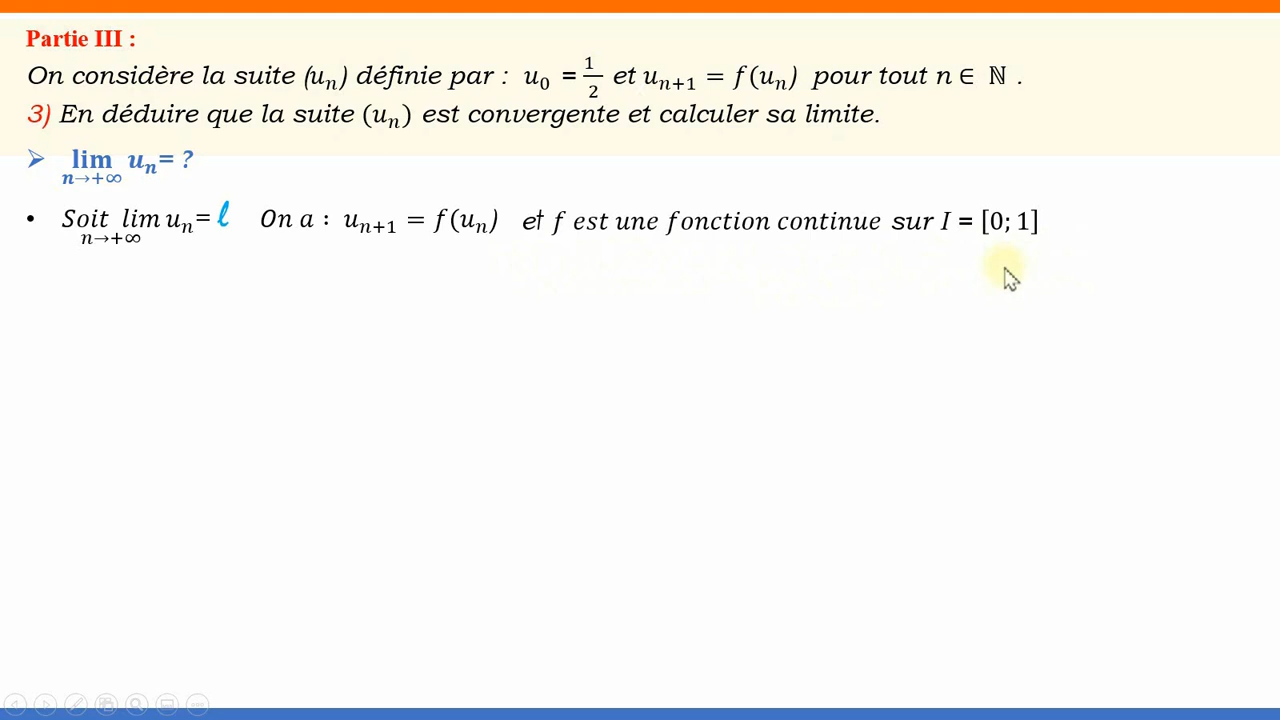 Partie III :
On considère la suite (uₙ) définie par : u₀ = 1/2 et uₙ₊₁ = f(uₙ) pour tout n ∈ ℕ .
3) En déduire que la suite (uₙ) est convergente et calculer sa limite.
➢ lim uₙ= ?
n→+∞
• Soit lim uₙ= ℓ On a : uₙ₊₁ = f(uₙ) et f est une fonction continue sur I = [0; 1]
n→+∞